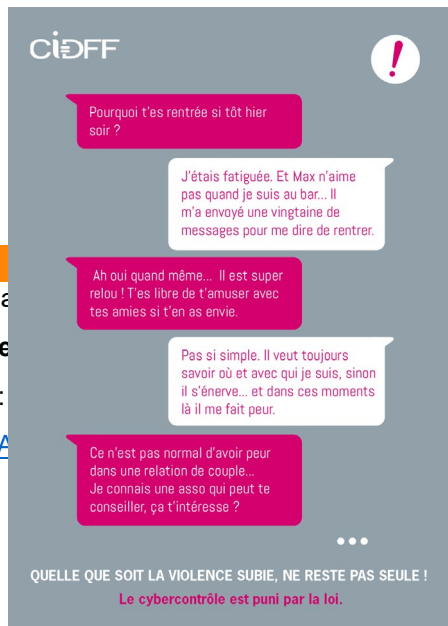 CiDFF
!
Pourquoi t'es rentrée si tôt hier
soir ?
J'étais fatiguée. Et Max n'aime
pas quand je suis au bar... Il
m'a envoyé une vingtaine de
messages pour me dire de rentrer.
Ah oui quand même... Il est super
relou ! T'es libre de t'amuser avec
tes amies si t'en as envie.
Pas si simple. Il veut toujours
savoir où et avec qui je suis, sinon
il s'énerve... et dans ces moments
là il me fait peur.
Ce n'est pas normal d'avoir peur
dans une relation de couple...
Je connais une asso qui peut te
conseiller, ça t'intéresse ?
QUELLE QUE SOIT LA VIOLENCE SUBIE, NE RESTE PAS SEULE !
Le cybercontrôle est puni par la loi.